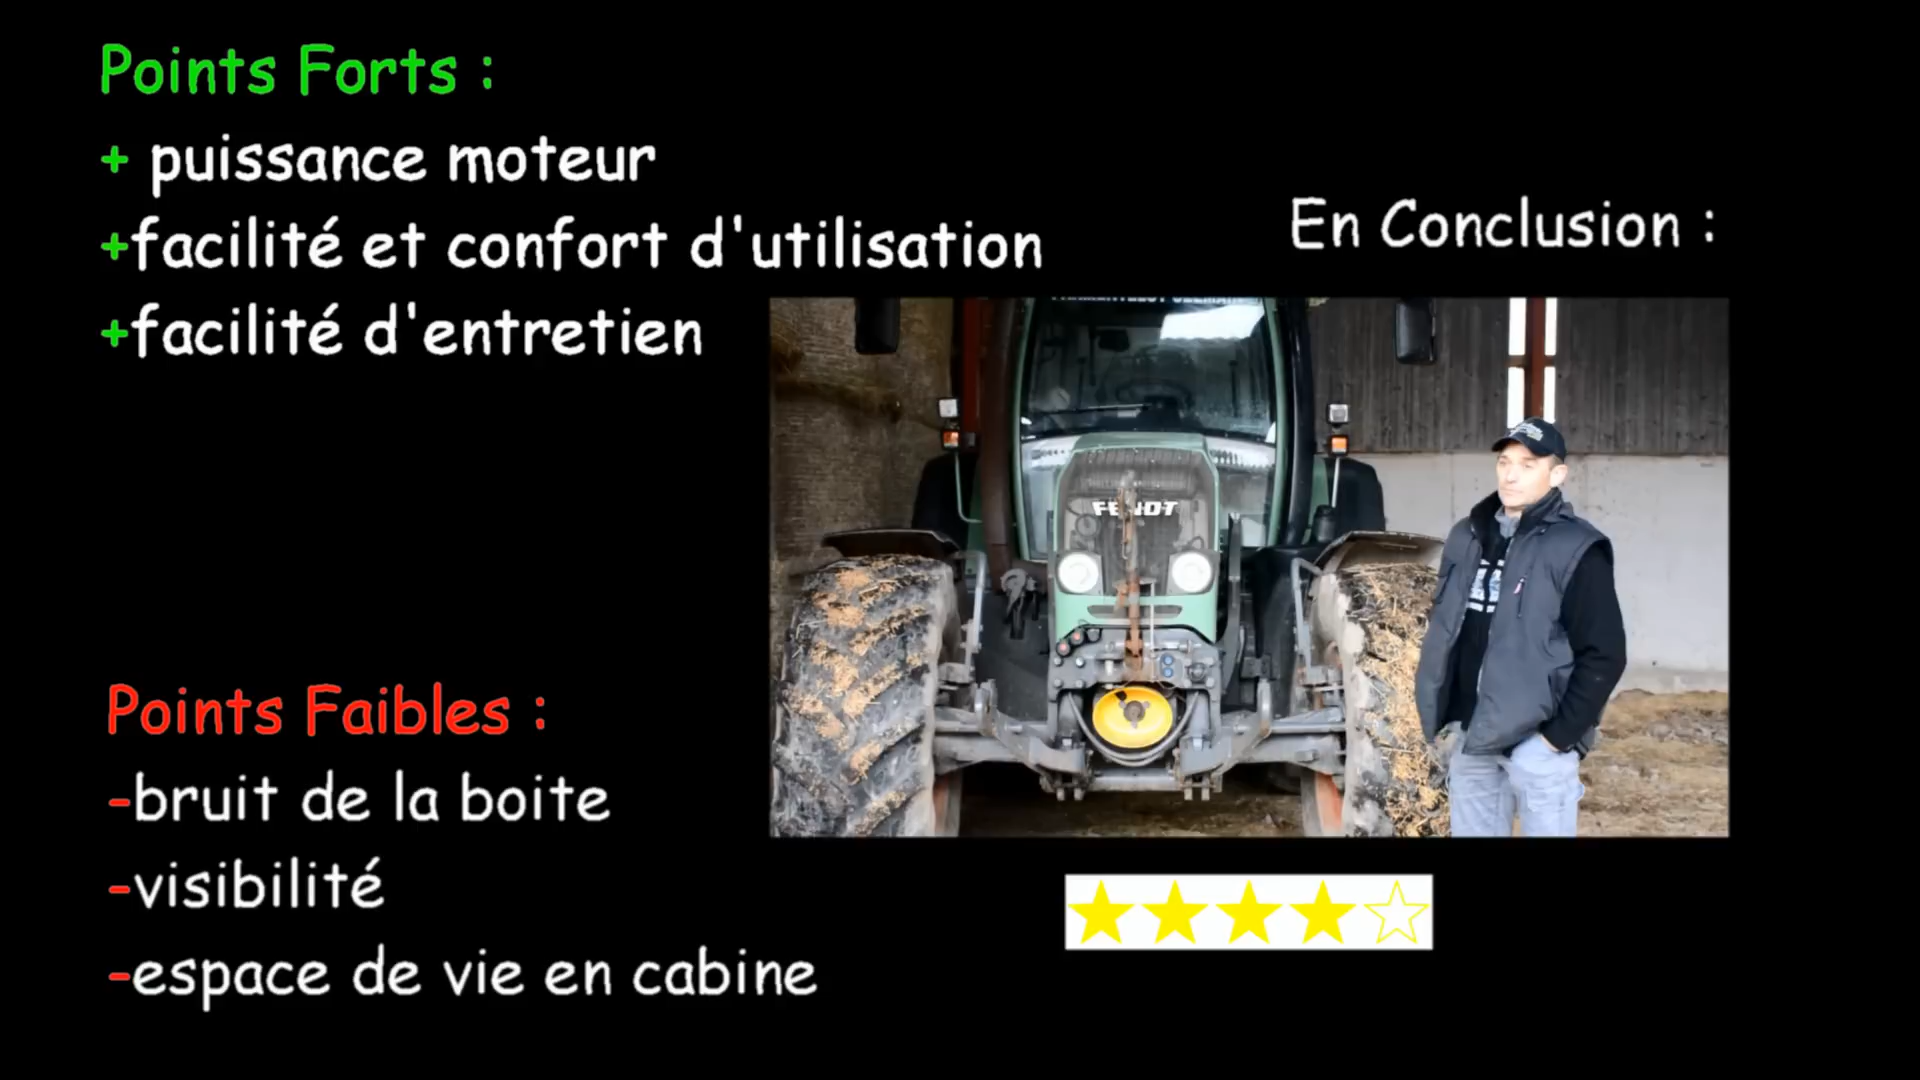 Points Forts :
+ puissance moteur
+facilité et confort d'utilisation
+facilité d'entretien
En Conclusion :
FENDT
Points Faibles :
-bruit de la boite
-visibilité
-espace de vie en cabine